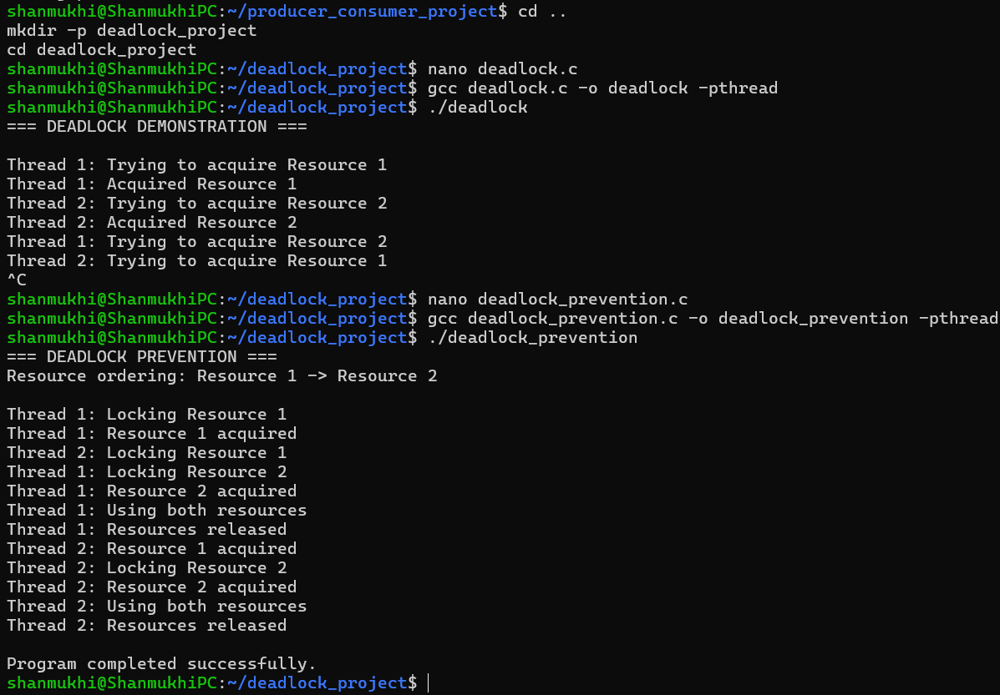 shanmukhi@ShanmukhiPC:~/producer_consumer_project$ cd ..
mkdir -p deadlock_project
cd deadlock_project
shanmukhi@ShanmukhiPC:~/deadlock_project$ nano deadlock.c
shanmukhi@ShanmukhiPC:~/deadlock_project$ gcc deadlock.c -o deadlock -pthread
shanmukhi@ShanmukhiPC:~/deadlock_project$ ./deadlock
=== DEADLOCK DEMONSTRATION ===

Thread 1: Trying to acquire Resource 1
Thread 1: Acquired Resource 1
Thread 2: Trying to acquire Resource 2
Thread 2: Acquired Resource 2
Thread 1: Trying to acquire Resource 2
Thread 2: Trying to acquire Resource 1
^C
shanmukhi@ShanmukhiPC:~/deadlock_project$ nano deadlock_prevention.c
shanmukhi@ShanmukhiPC:~/deadlock_project$ gcc deadlock_prevention.c -o deadlock_prevention -pthread
shanmukhi@ShanmukhiPC:~/deadlock_project$ ./deadlock_prevention
=== DEADLOCK PREVENTION ===
Resource ordering: Resource 1 -> Resource 2

Thread 1: Locking Resource 1
Thread 1: Resource 1 acquired
Thread 2: Locking Resource 1
Thread 1: Locking Resource 2
Thread 1: Resource 2 acquired
Thread 1: Using both resources
Thread 1: Resources released
Thread 2: Resource 1 acquired
Thread 2: Locking Resource 2
Thread 2: Resource 2 acquired
Thread 2: Using both resources
Thread 2: Resources released

Program completed successfully.
shanmukhi@ShanmukhiPC:~/deadlock_project$